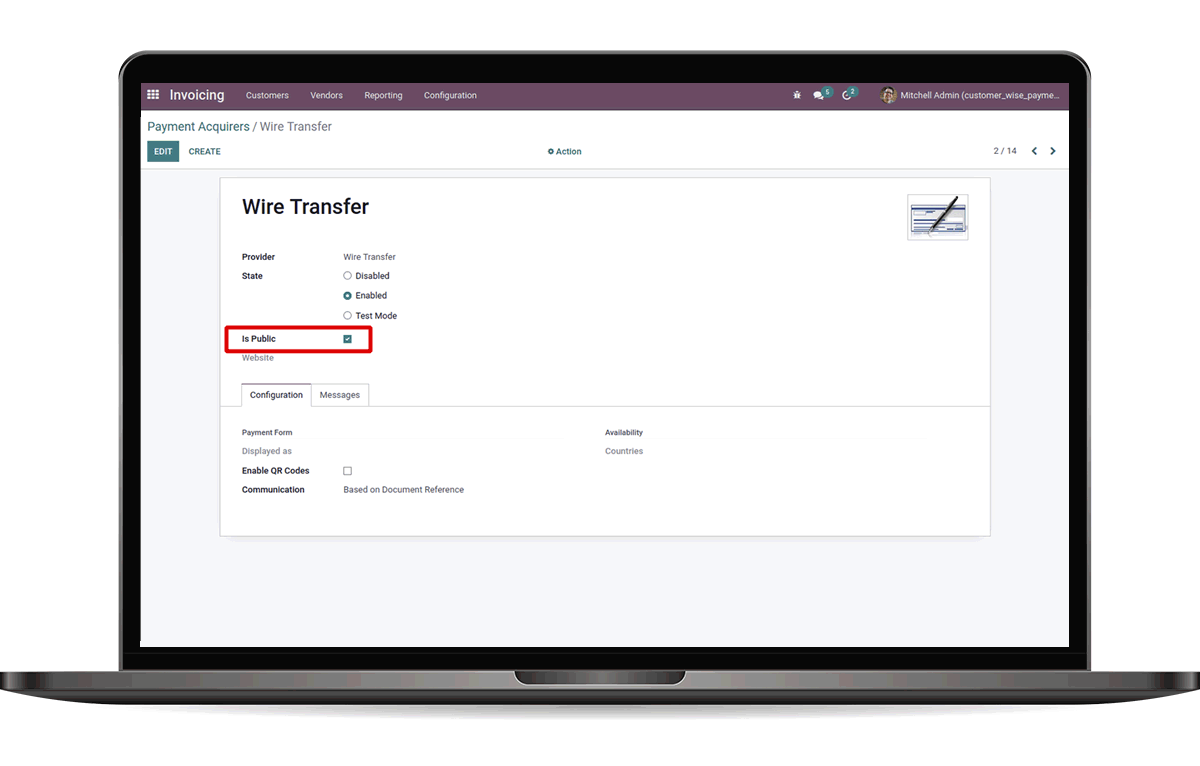 Invoicing Customers Vendors Reporting Configuration 5 2 Mitchell Admin (customer_wise_payme...
Payment Acquirers / Wire Transfer
EDIT CREATE Action 2 / 14
Wire Transfer
Provider Wire Transfer
State Disabled
Enabled
Test Mode
Is Public
Website
Configuration Messages
Payment Form Availability
Displayed as Countries
Enable QR Codes
Communication Based on Document Reference